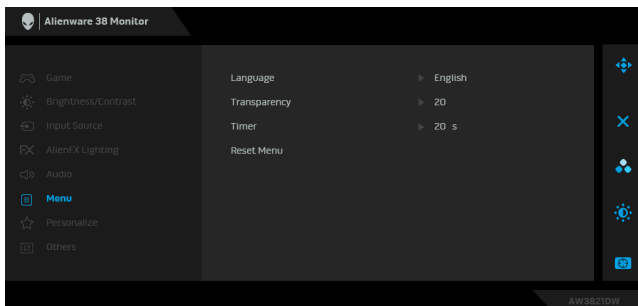 Alienware 38 Monitor
Game
Brightness/Contrast
Input Source
AlienFX Lighting
Audio
Menu
Personalize
Others
Language English
Transparency 20
Timer 20 s
Reset Menu
AW3821DW